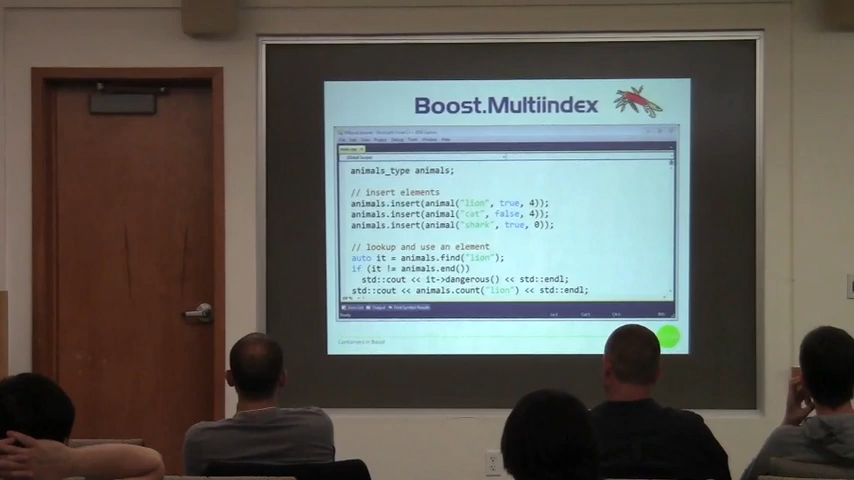 Boost.Multiindex
animals_type animals;
// insert elements
animals.insert(animal("lion", true, 4));
animals.insert(animal("cat", false, 4));
animals.insert(animal("shark", true, 0));
// lookup and use an element
auto it = animals.find("lion");
if (it != animals.end())
std::cout << it->dangerous() << std::endl;
std::cout << animals.count("lion") << std::endl;
Containers in Boost